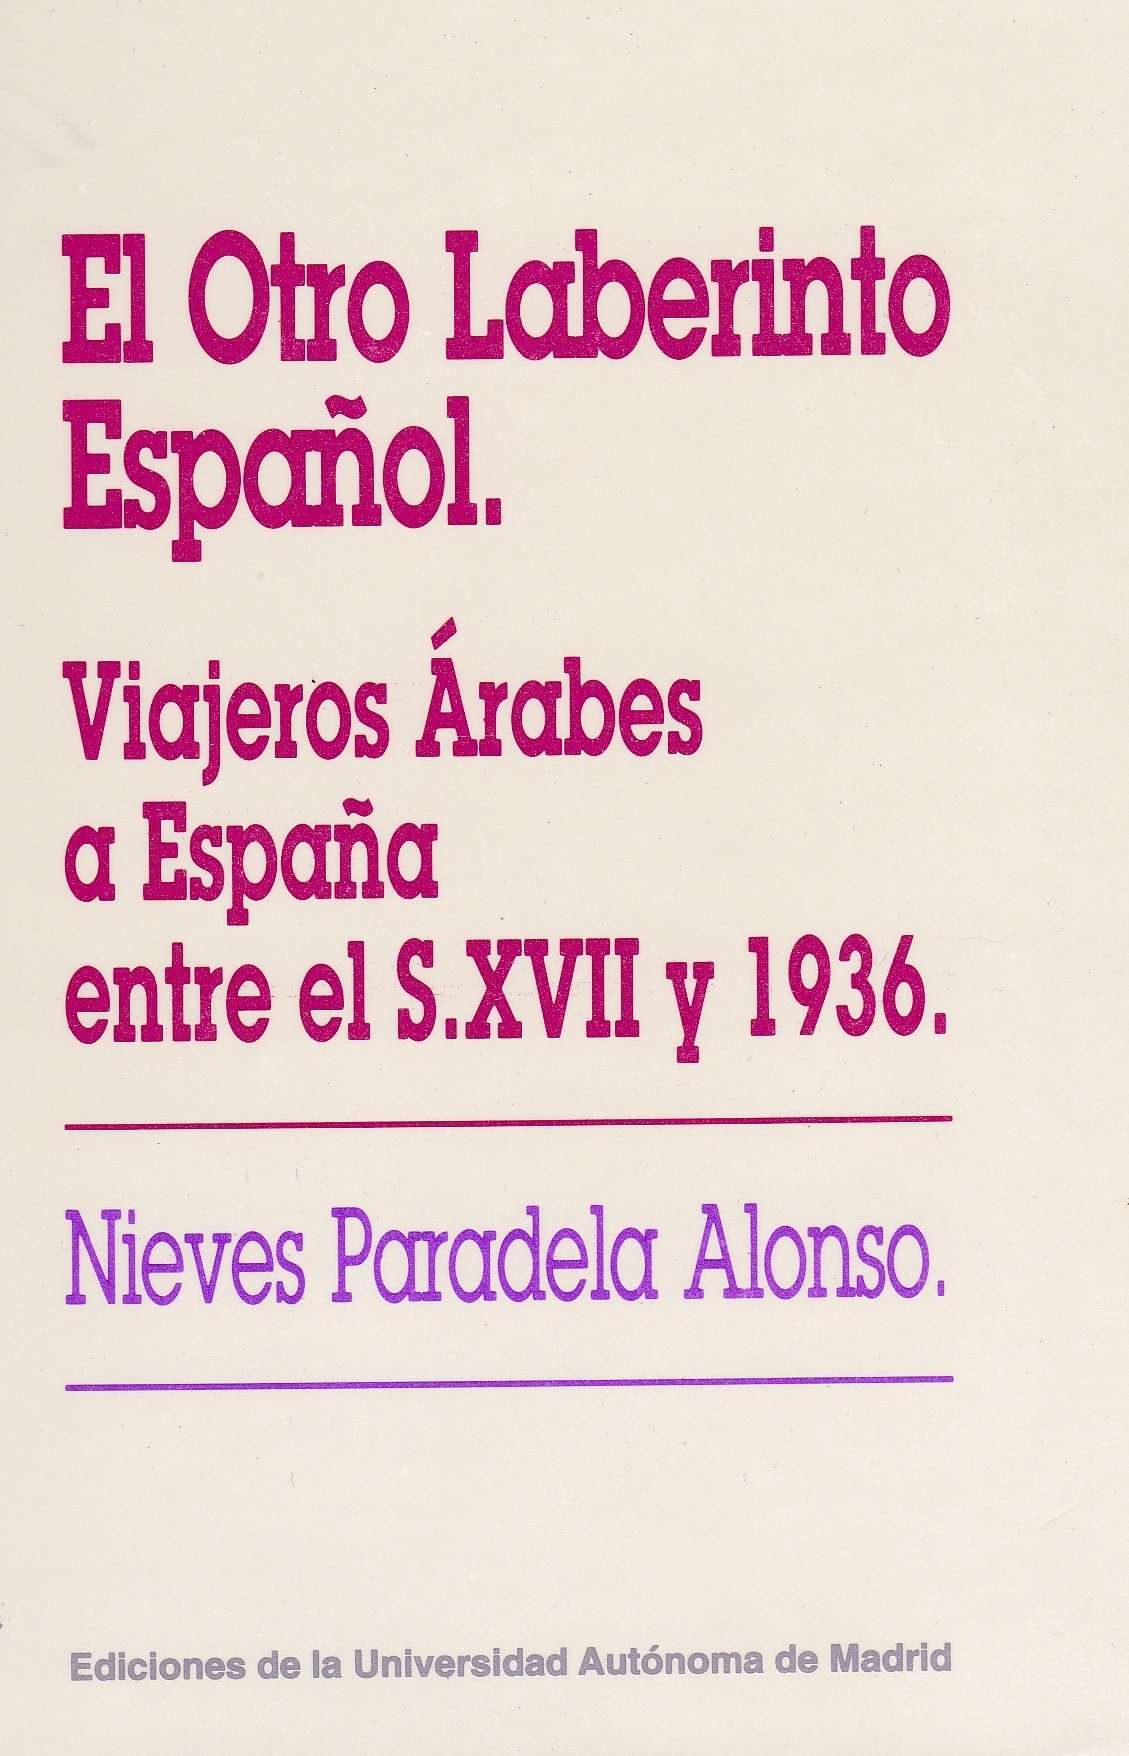 El Otro Laberinto
Español.
Viajeros Árabes
a España
entre el S.XVII y 1936.
Nieves Paradela Alonso.
Ediciones de la Universidad Autónoma de Madrid